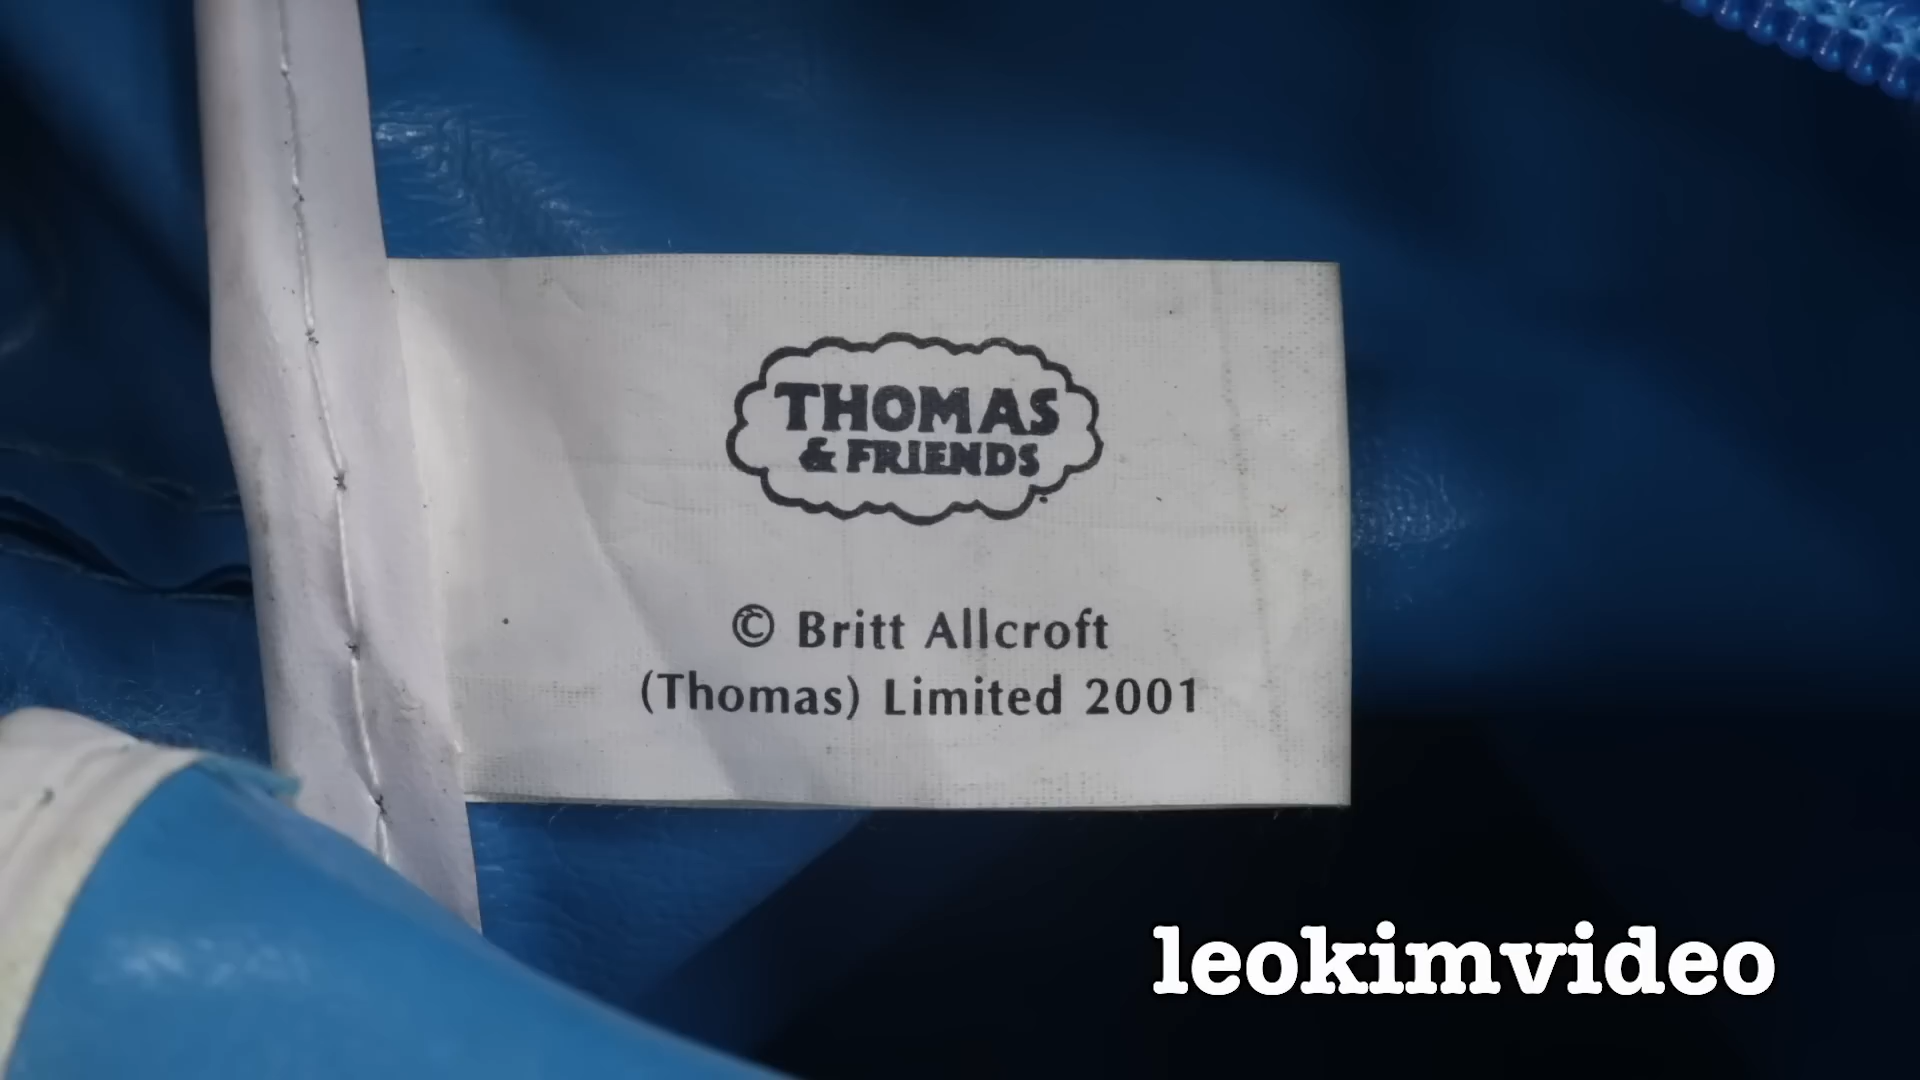 THOMAS
& FRIENDS
© Britt Allcroft
(Thomas) Limited 2001
leokimvideo